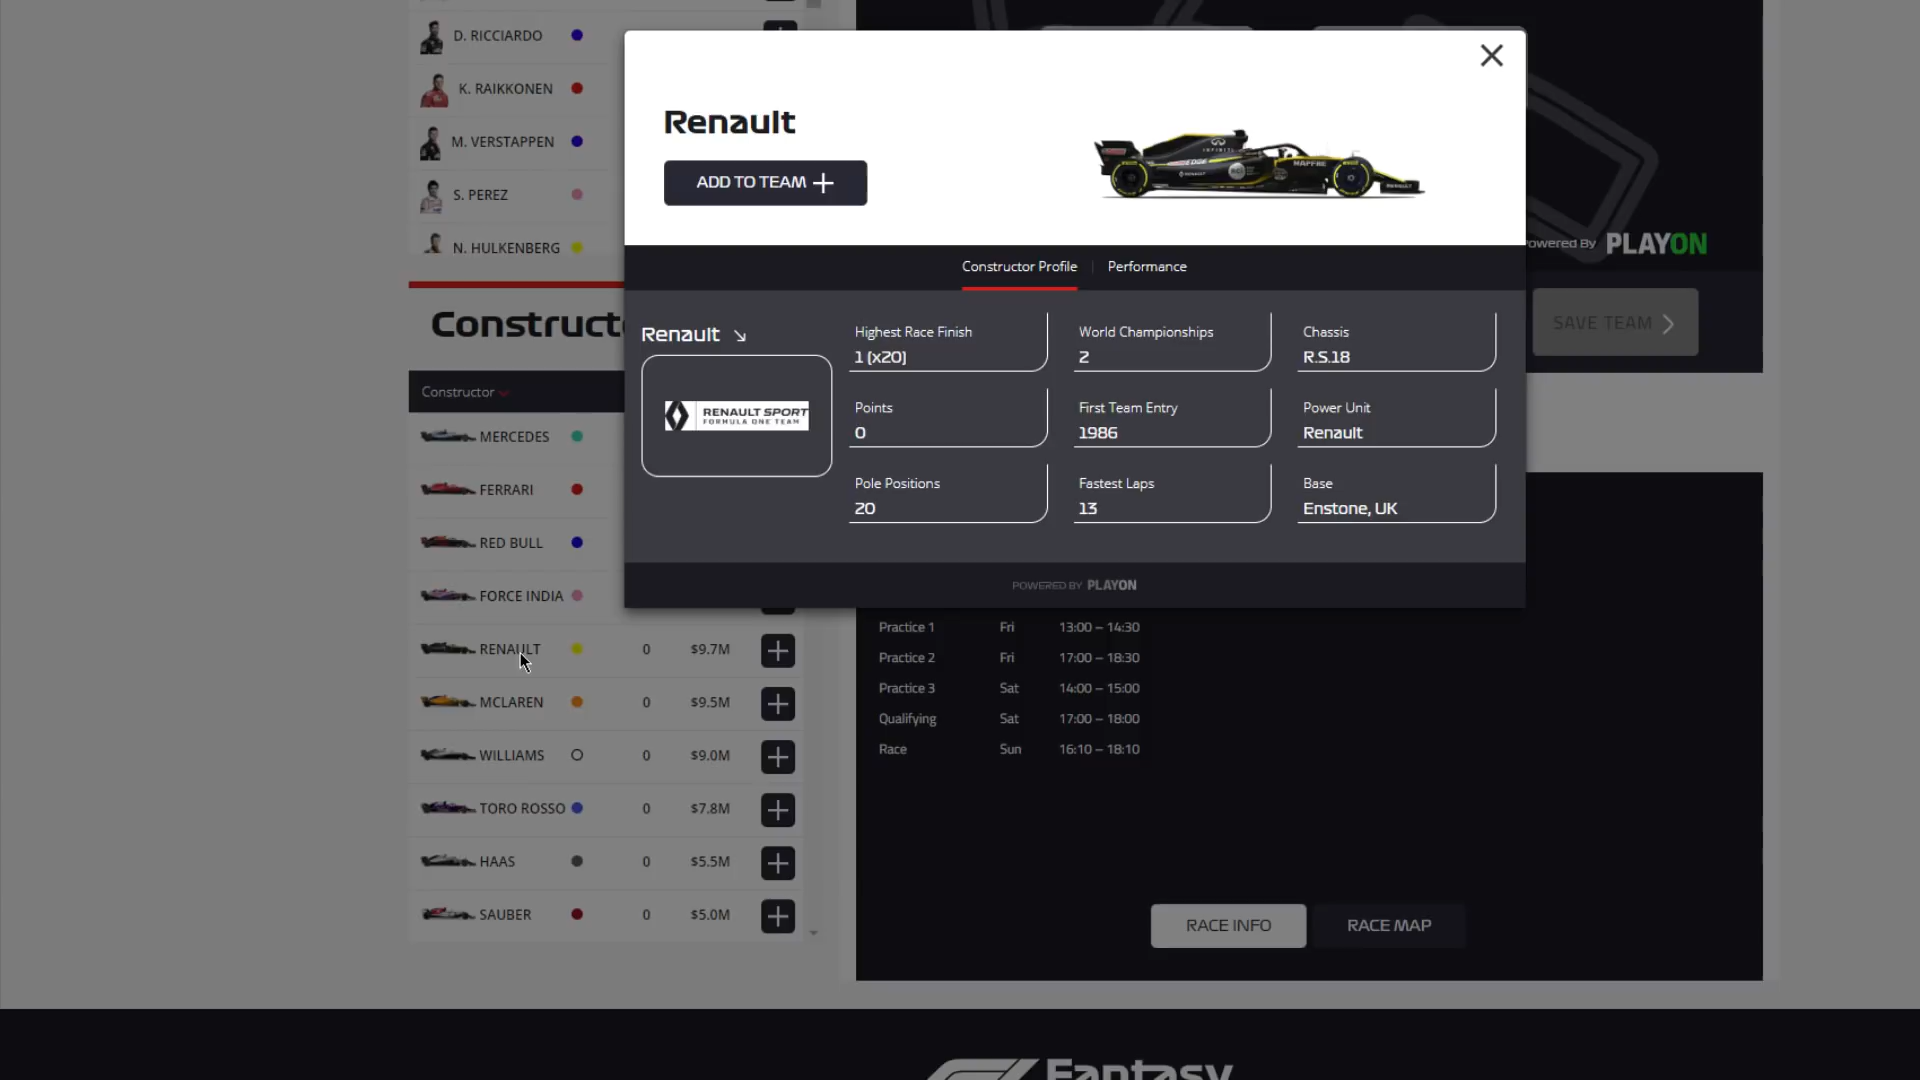 D. RICCIARDO
K. RAIKKONEN
M. VERSTAPPEN
S. PEREZ
N. HULKENBERG
Construct
Constructor
MERCEDES
FERRARI
RED BULL
FORCE INDIA
RENAULT 0 $9.7M
MCLAREN 0 $9.5M
WILLIAMS 0 $9.0M
TORO ROSSO 0 $7.8M
HAAS 0 $5.5M
SAUBER 0 $5.0M
Renault
ADD TO TEAM
INFINITI
MAPFRE
Constructor Profile
Performance
Renault
RENAULT SPORT
FORMULA ONE TEAM
Highest Race Finish
1 (x20)
World Championships
2
Chassis
R.S.18
Points
0
First Team Entry
1986
Power Unit
Renault
Pole Positions
20
Fastest Laps
13
Base
Enstone, UK
POWERED BY PLAYON
owered By PLAYON
SAVE TEAM
Practice 1 Fri 13:00 – 14:30
Practice 2 Fri 17:00 – 18:30
Practice 3 Sat 14:00 – 15:00
Qualifying Sat 17:00 – 18:00
Race Sun 16:10 – 18:10
RACE INFO
RACE MAP
Fantasy